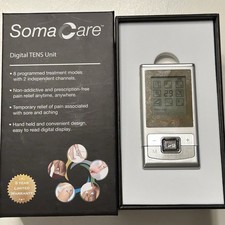 Soma Care™
Digital TENS Unit
• 8 programmed treatment modes
with 2 independent channels.
• Non-addictive and prescription-free
pain relief anytime, anywhere.
• Temporary relief of pain associated
with sore and aching
• Hand held and convenient design,
easy to read digital display.